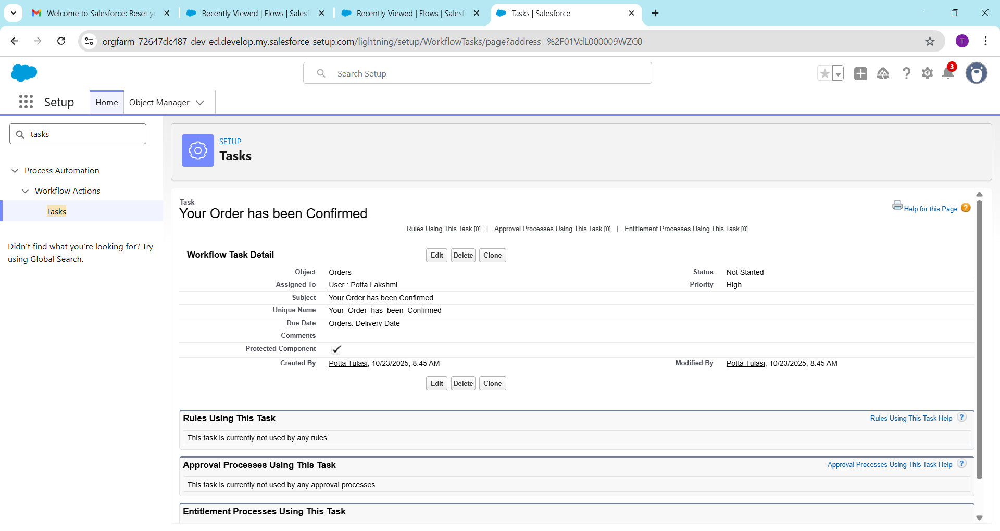 Welcome to Salesforce: Reset yo
Recently Viewed | Flows | Salesf
Recently Viewed | Flows | Salesf
Tasks | Salesforce
orgfarm-72647dc487-dev-ed.develop.my.salesforce-setup.com/lightning/setup/WorkflowTasks/page?address=%2F01VdL000009WZC0
T
Search Setup
3
Setup
Home
Object Manager
tasks
Process Automation
Workflow Actions
Tasks
Didn't find what you're looking for? Try
using Global Search.
SETUP
Tasks
Task
Your Order has been Confirmed
Help for this Page ?
Rules Using This Task [0] | Approval Processes Using This Task [0] | Entitlement Processes Using This Task [0]
Workflow Task Detail
Edit Delete Clone
Object Orders Status Not Started
Assigned To User : Potta Lakshmi Priority High
Subject Your Order has been Confirmed
Unique Name Your_Order_has_been_Confirmed
Due Date Orders: Delivery Date
Comments
Protected Component
Created By Potta Tulasi, 10/23/2025, 8:45 AM Modified By Potta Tulasi, 10/23/2025, 8:45 AM
Edit Delete Clone
Rules Using This Task
Rules Using This Task Help ?
This task is currently not used by any rules
Approval Processes Using This Task
Approval Processes Using This Task Help ?
This task is currently not used by any approval processes
Entitlement Processes Using This Task